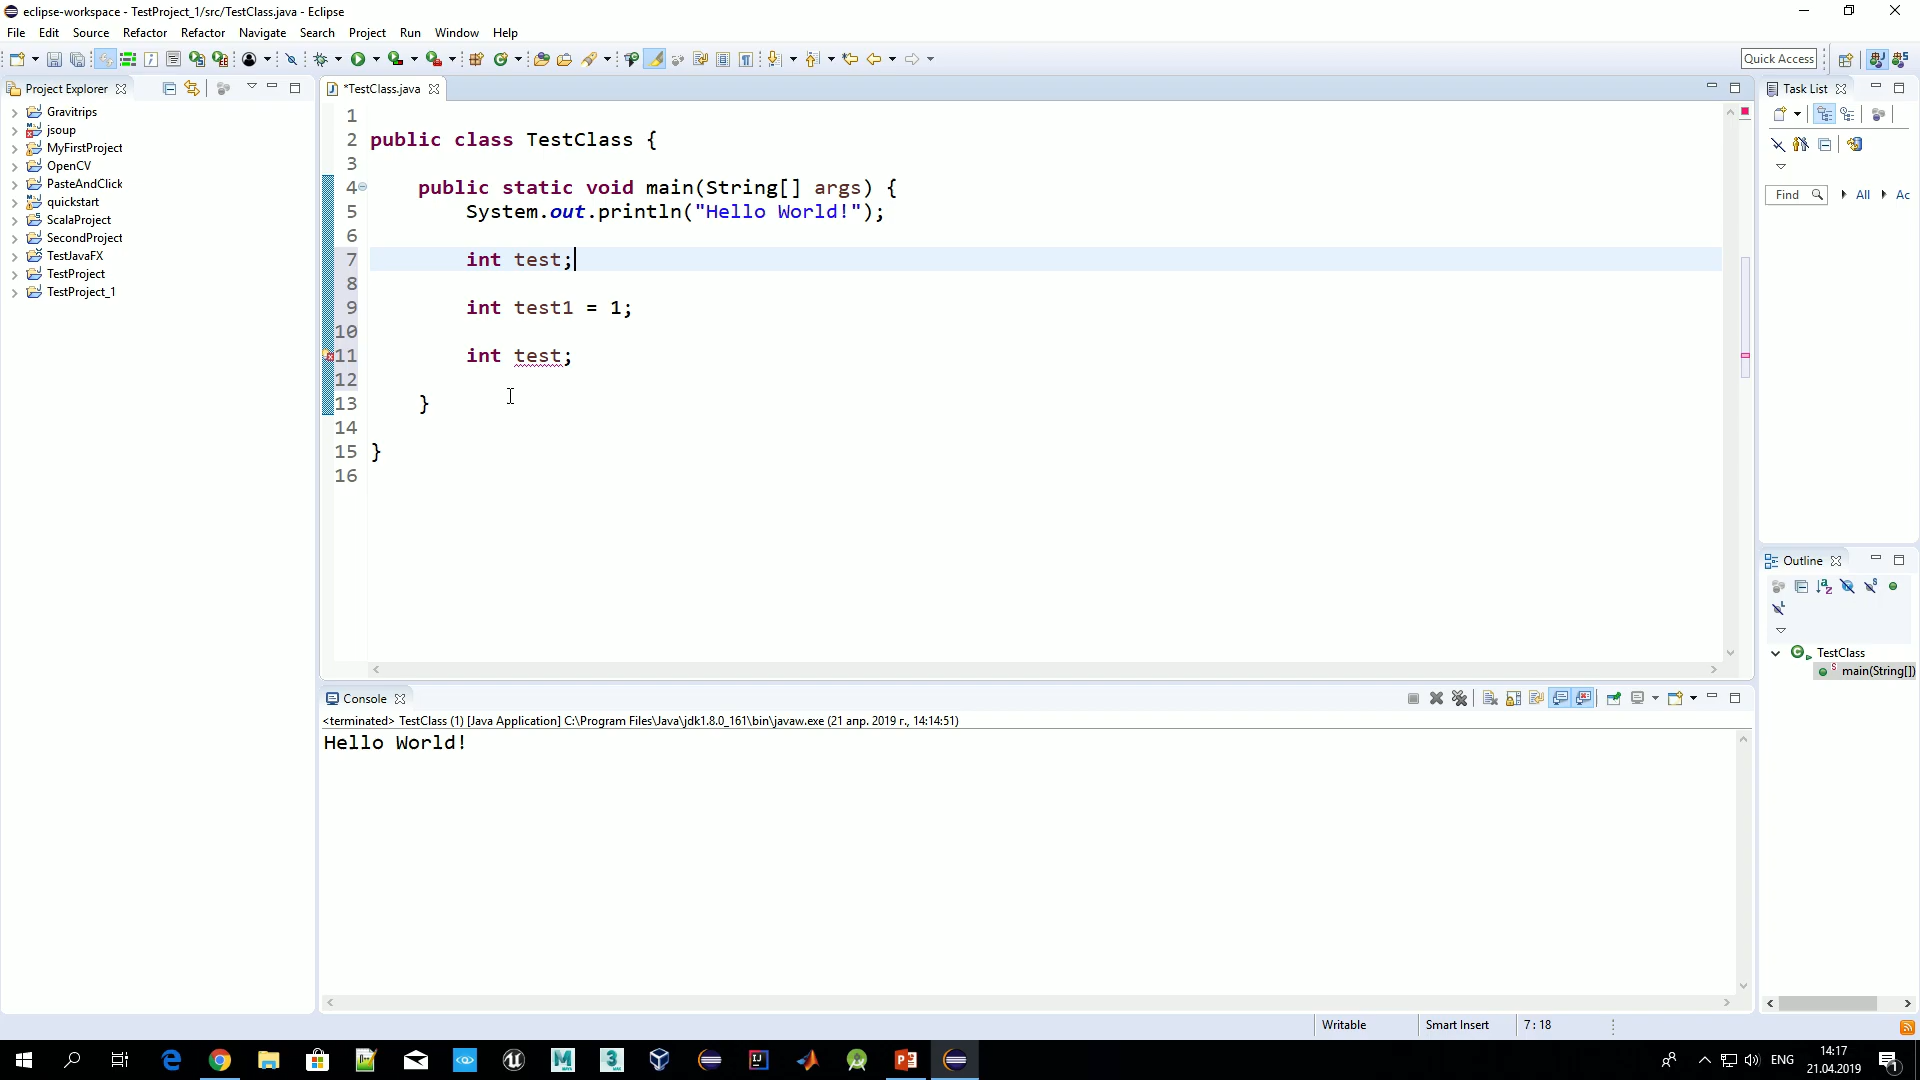 eclipse-workspace - TestProject_1/src/TestClass.java - Eclipse
File Edit Source Refactor Refactor Navigate Search Project Run Window Help
Quick Access
Project Explorer
Gravitrips
jsoup
MyFirstProject
OpenCV
PasteAndClick
quickstart
ScalaProject
SecondProject
TestJavaFX
TestProject
TestProject_1
*TestClass.java
1
2 public class TestClass {
3
4 public static void main(String[] args) {
5 System.out.println("Hello World!");
6
7 int test;
8
9 int test1 = 1;
10
11 int test;
12
13 }
14
15 }
16
Task List
Find All Ac
Outline
TestClass
main(String[])
Console
<terminated> TestClass (1) [Java Application] C:\Program Files\Java\jdk1.8.0_161\bin\javaw.exe (21 апр. 2019 г., 14:14:51)
Hello World!
Writable Smart Insert 7 : 18
ENG
14:17
21.04.2019